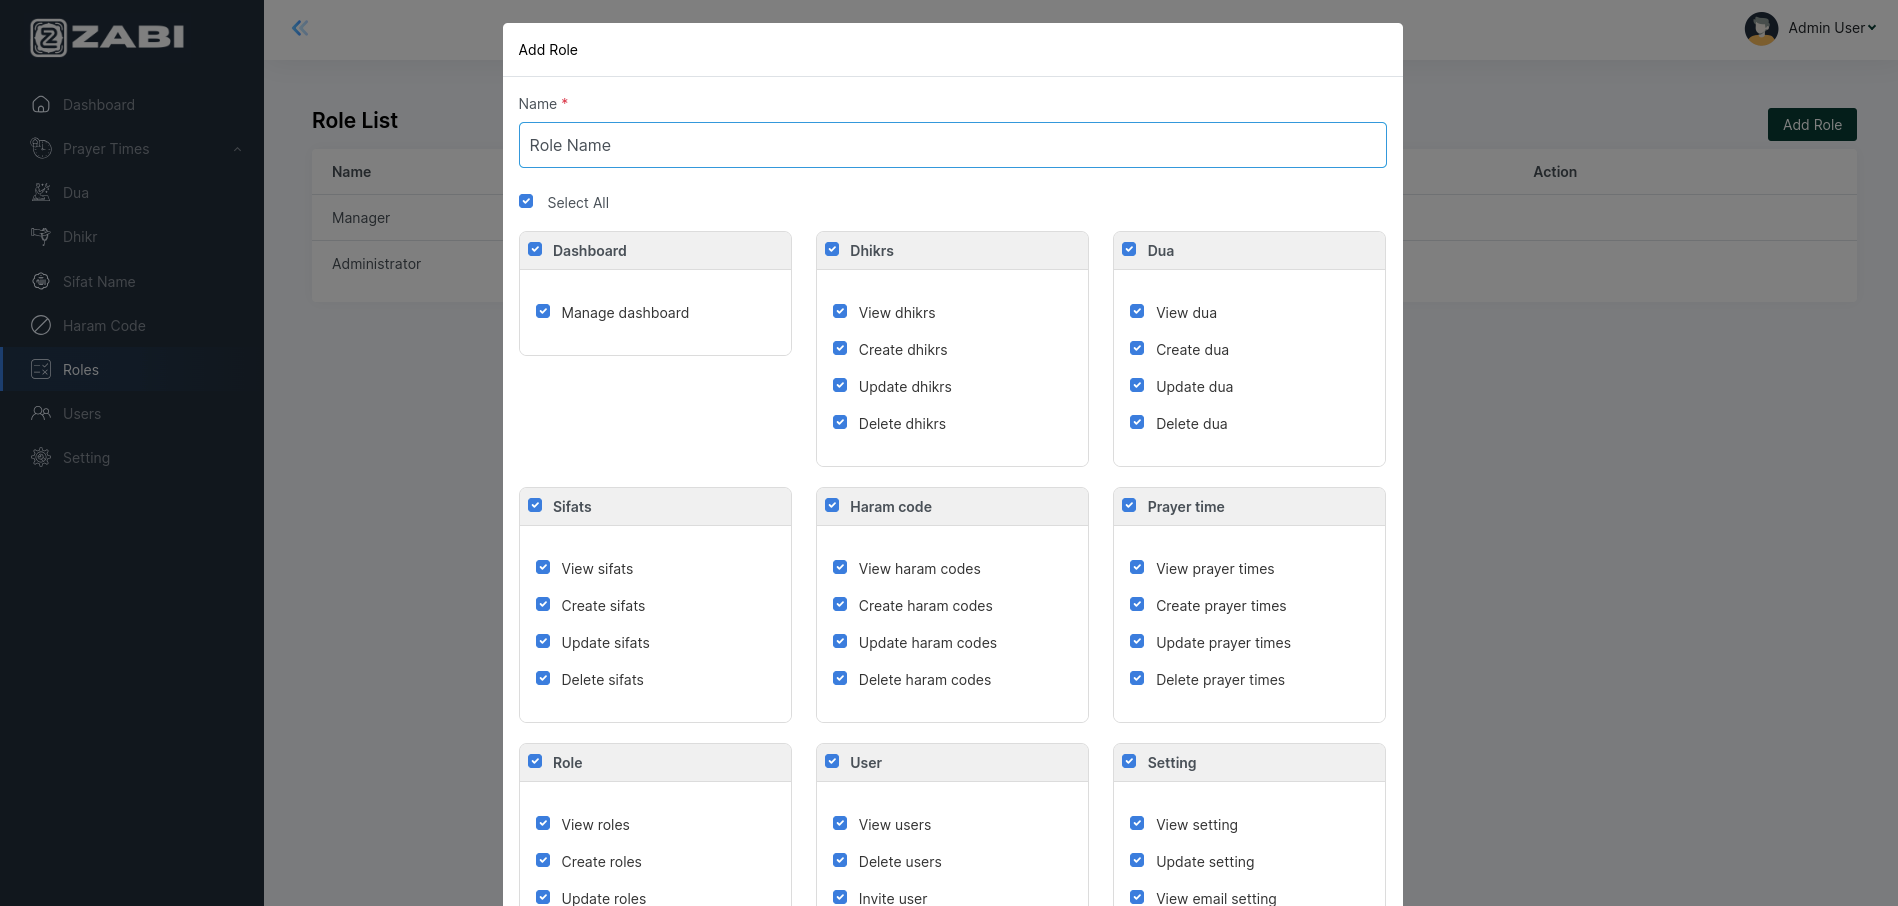 ZABI
Dashboard
Prayer Times
Dua
Dhikr
Sifat Name
Haram Code
Roles
Users
Setting
Admin User
Role List
Add Role
Name
Action
Manager
Administrator
Add Role
Name *
Role Name
Select All
Dashboard
Manage dashboard
Dhikrs
View dhikrs
Create dhikrs
Update dhikrs
Delete dhikrs
Dua
View dua
Create dua
Update dua
Delete dua
Sifats
View sifats
Create sifats
Update sifats
Delete sifats
Haram code
View haram codes
Create haram codes
Update haram codes
Delete haram codes
Prayer time
View prayer times
Create prayer times
Update prayer times
Delete prayer times
Role
View roles
Create roles
Update roles
User
View users
Delete users
Invite user
Setting
View setting
Update setting
View email setting